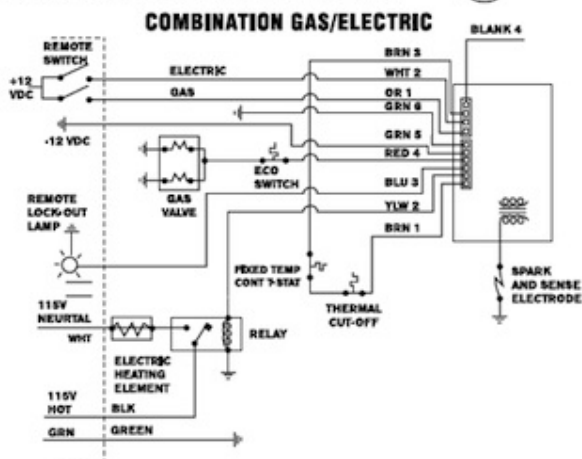 COMBINATION GAS/ELECTRIC
BLANK 4
REMOTE
SWITCH
+12
VDC
ELECTRIC
GAS
BRN 3
WHT 2
OR 1
GRN 6
-12 VDC
GRN 5
RED 4
ECO
SWITCH
GAS
VALVE
BLU 3
YLW 2
BRN 1
REMOTE
LOCK-OUT
LAMP
FIXED TEMP
CONT T-STAT
THERMAL
CUT-OFF
SPARK
AND SENSE
ELECTRODE
115V
NEURTAL
WHT
RELAY
ELECTRIC
HEATING
ELEMENT
115V
HOT
BLK
GRN
GREEN